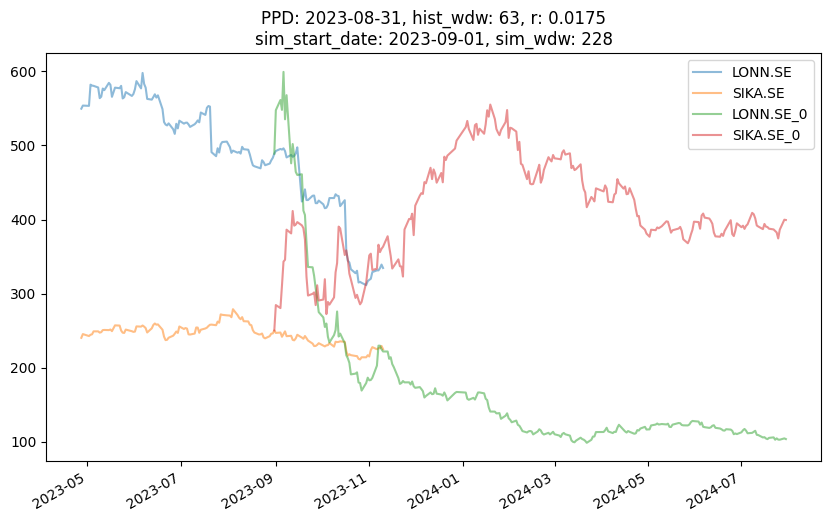 PPD: 2023-08-31, hist_wdw: 63, r: 0.0175
sim_start_date: 2023-09-01, sim_wdw: 228
600
500
400
300
200
100
LONN.SE
SIKA.SE
LONN.SE_0
SIKA.SE_0
2023-05
2023-07
2023-09
2023-11
2024-01
2024-03
2024-05
2024-07